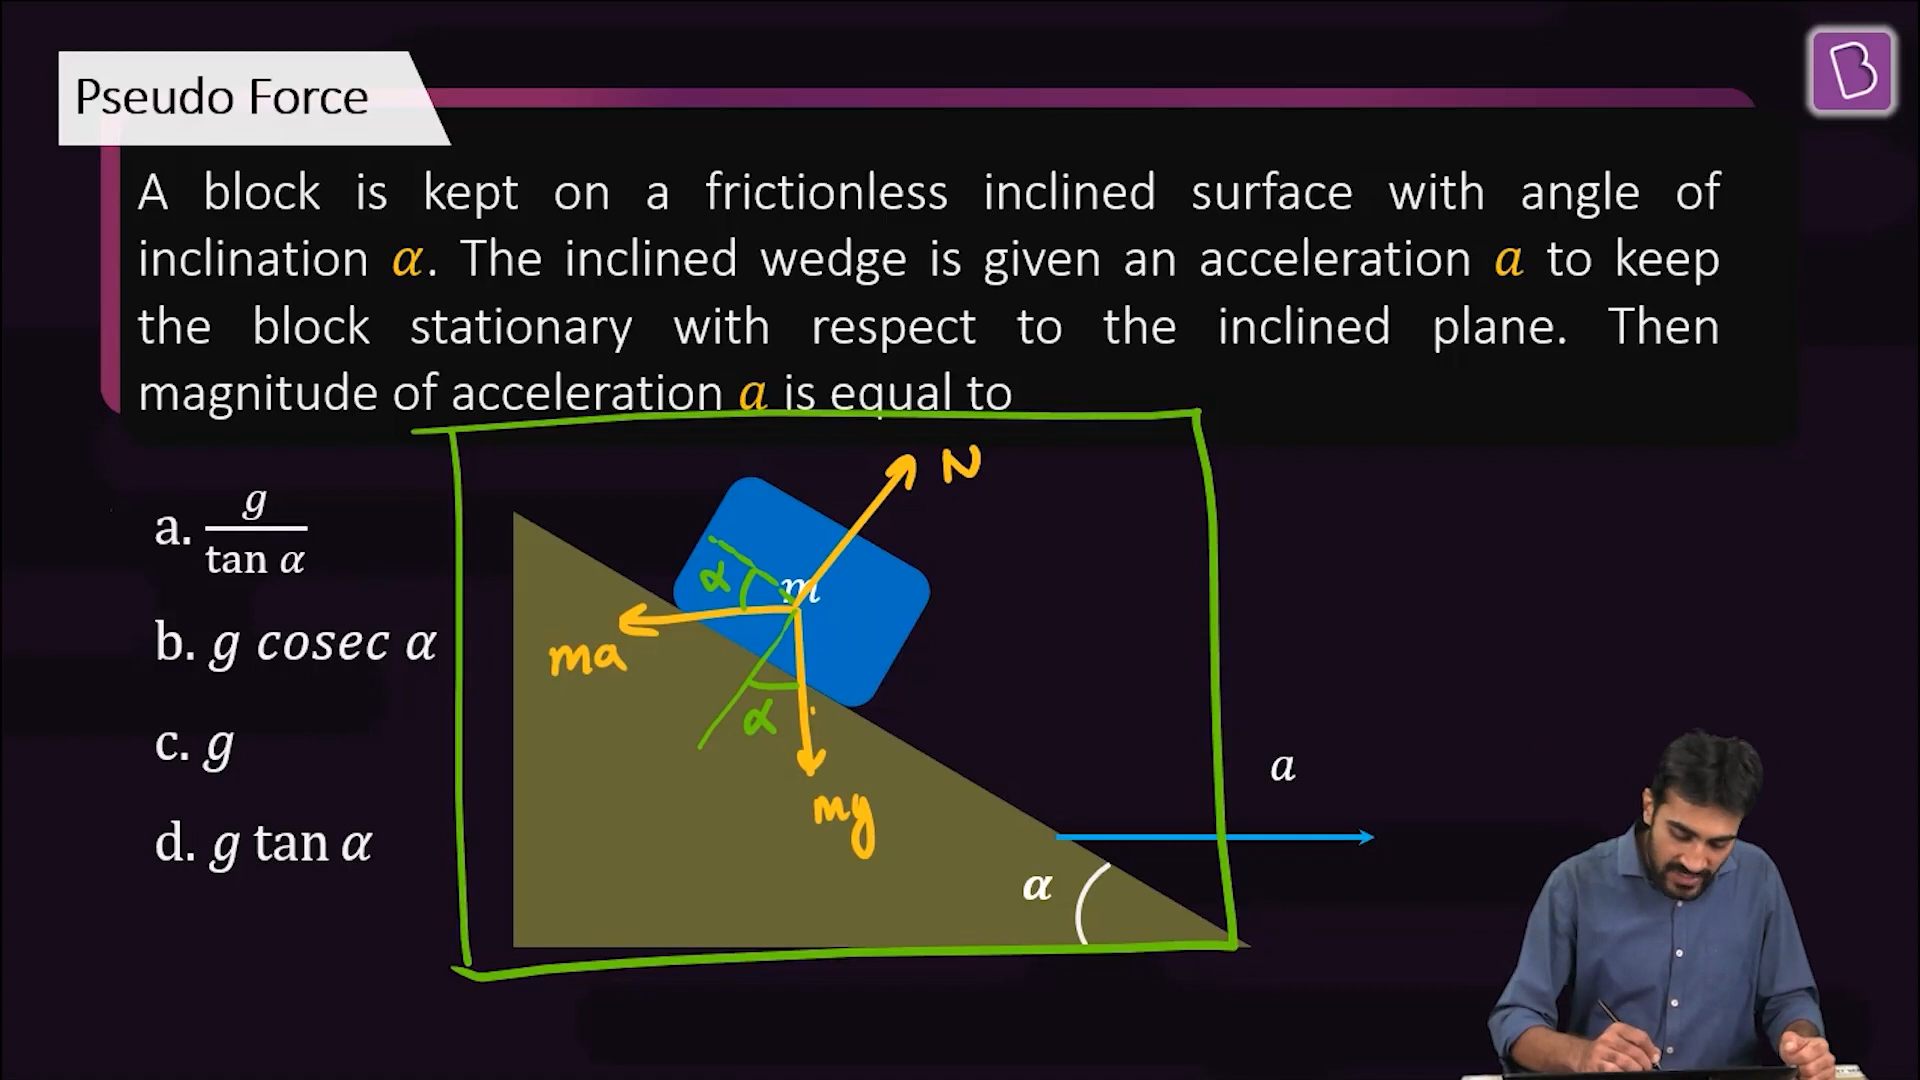 Pseudo Force
B
A block is kept on a frictionless inclined surface with angle of
inclination α. The inclined wedge is given an acceleration a to keep
the block stationary with respect to the inclined plane. Then
magnitude of acceleration a is equal to
a. g/tan α
b. g cosec α
c. g
d. g tan α
N
m
α
ma
α
mg
a
α